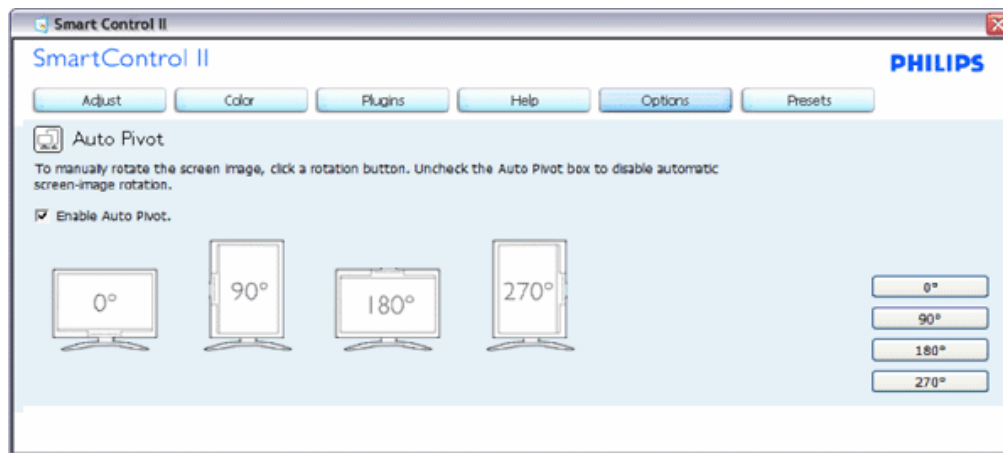 Smart Control II
SmartControl II
PHILIPS
Adjust
Color
Plugins
Help
Options
Presets
Auto Pivot
To manually rotate the screen image, click a rotation button. Uncheck the Auto Pivot box to disable automatic
screen-image rotation.
Enable Auto Pivot.
0°
90°
180°
270°
0°
90°
180°
270°